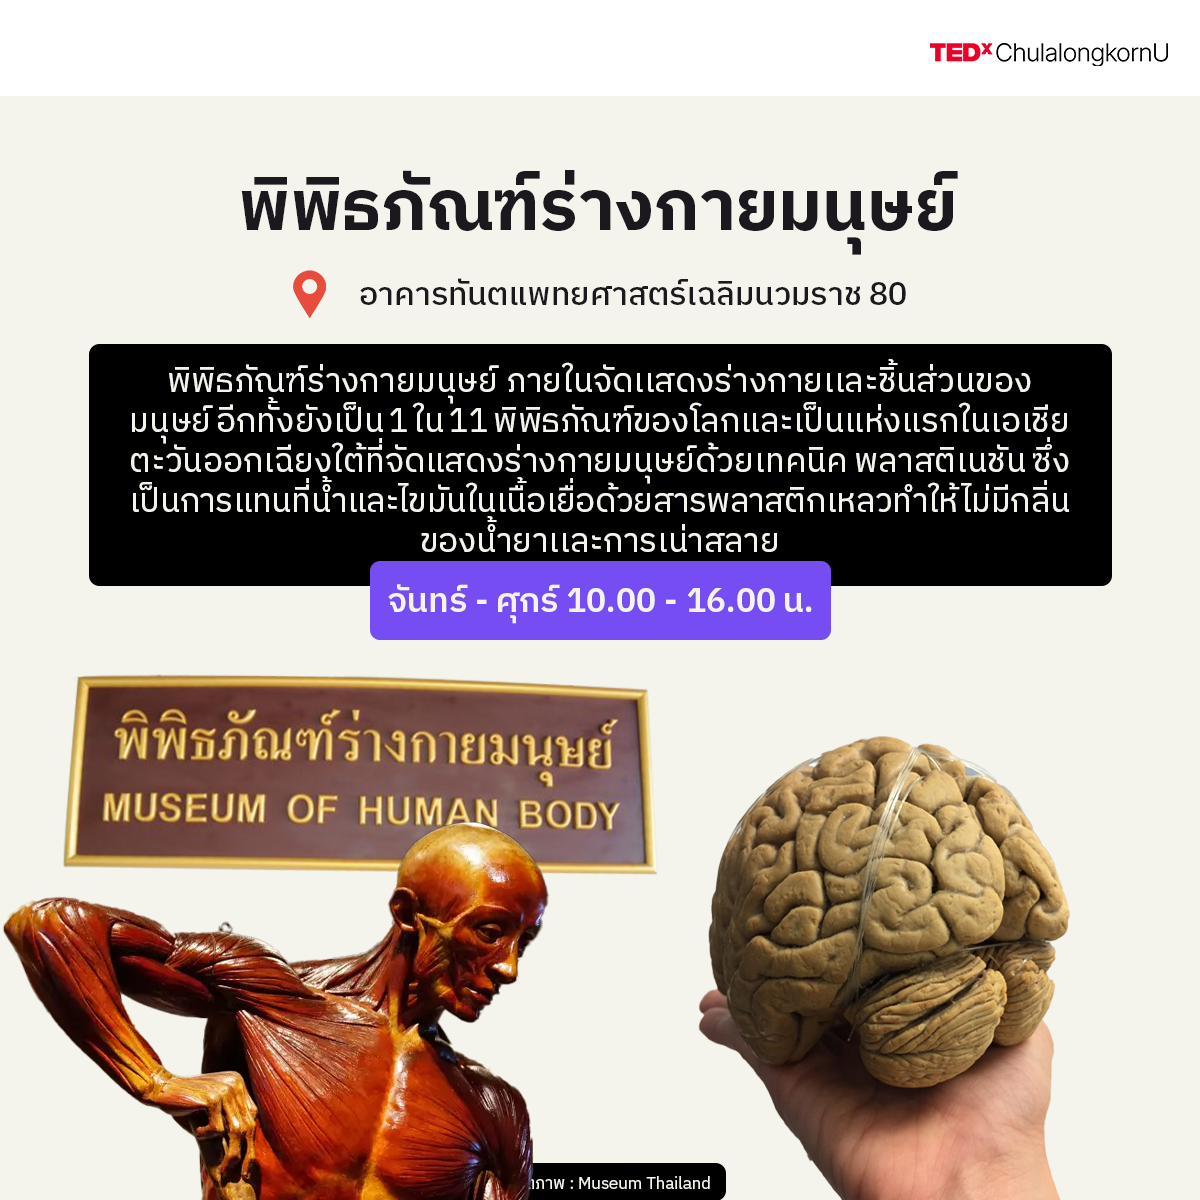 TEDxChulalongkornU
พิพิธภัณฑ์ร่างกายมนุษย์
อาคารทันตแพทยศาสตร์เฉลิมนวมราช 80
พิพิธภัณฑ์ร่างกายมนุษย์ ภายในจัดแสดงร่างกายและชิ้นส่วนของ
มนุษย์ อีกทั้งยังเป็น 1 ใน 11 พิพิธภัณฑ์ของโลกและเป็นแห่งแรกในเอเชีย
ตะวันออกเฉียงใต้ที่จัดแสดงร่างกายมนุษย์ด้วยเทคนิค พลาสติเนชัน ซึ่ง
เป็นการแทนที่น้ำและไขมันในเนื้อเยื่อด้วยสารพลาสติกเหลวทำให้ไม่มีกลิ่น
ของน้ำยาและการเน่าสลาย
จันทร์ - ศุกร์ 10.00 - 16.00 น.
พิพิธภัณฑ์ร่างกายมนุษย์
MUSEUM OF HUMAN BODY
ภาพ : Museum Thailand